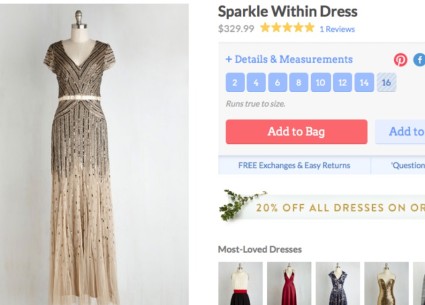 Sparkle Within Dress
$329.99 1 Reviews
+ Details & Measurements
2 4 6 8 10 12 14 16
Runs true to size.
Add to Bag
Add to
FREE Exchanges & Easy Returns
'Question
20% OFF ALL DRESSES ON OR
Most-Loved Dresses